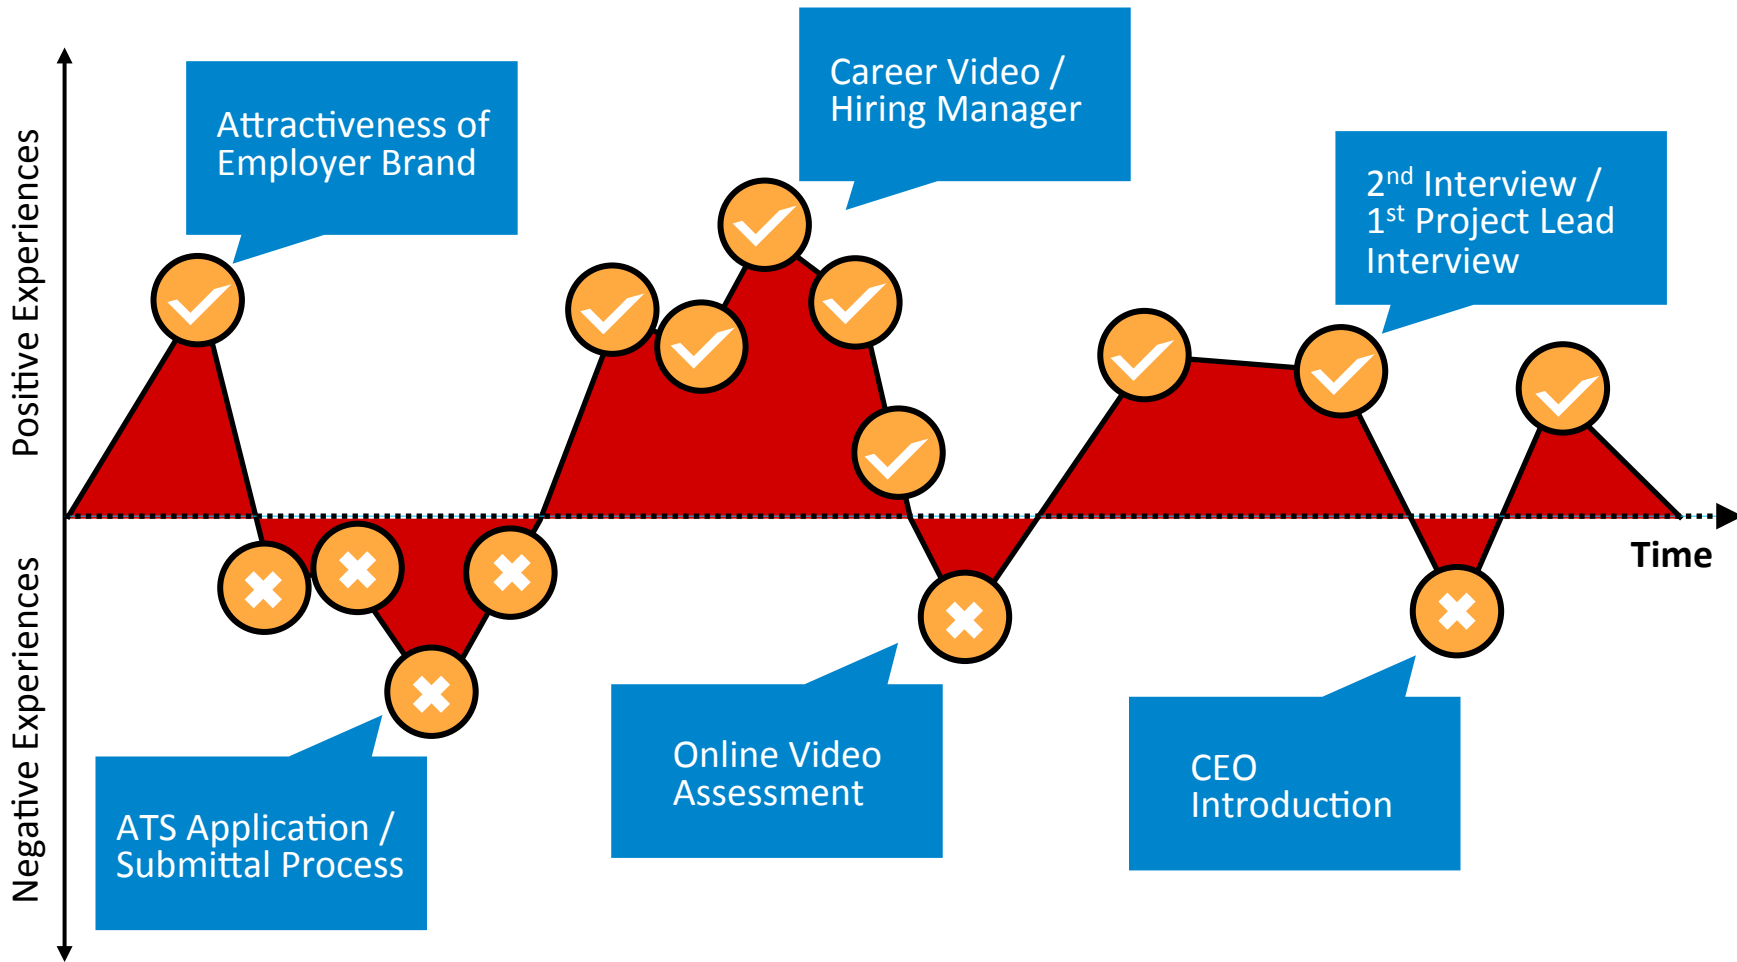 Positive Experiences
Negative Experiences
Attractiveness of
Employer Brand
Career Video /
Hiring Manager
2nd Interview /
1st Project Lead
Interview
Time
ATS Application /
Submittal Process
Online Video
Assessment
CEO
Introduction